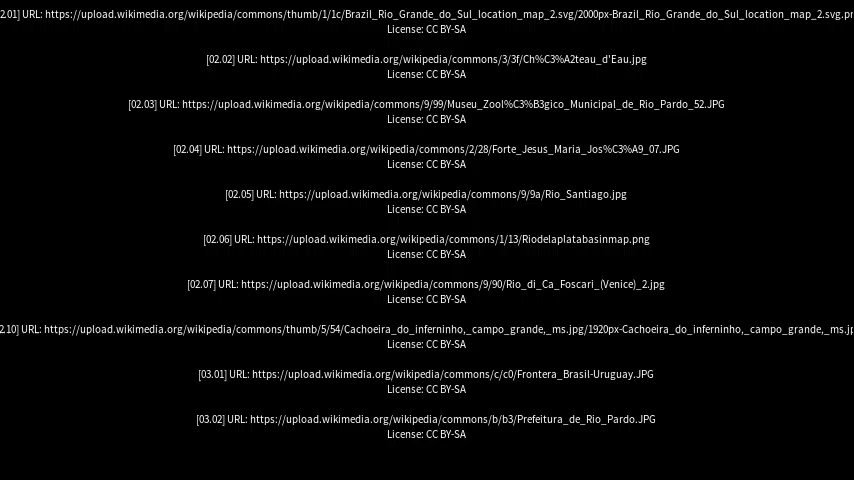 2.01] URL: https://upload.wikimedia.org/wikipedia/commons/thumb/1/1c/Brazil_Rio_Grande_do_Sul_location_map_2.svg/2000px-Brazil_Rio_Grande_do_Sul_location_map_2.svg.pn
License: CC BY-SA
[02.02] URL: https://upload.wikimedia.org/wikipedia/commons/3/3f/Ch%C3%A2teau_d'Eau.jpg
License: CC BY-SA
[02.03] URL: https://upload.wikimedia.org/wikipedia/commons/9/99/Museu_Zool%C3%B3gico_Municipal_de_Rio_Pardo_52.JPG
License: CC BY-SA
[02.04] URL: https://upload.wikimedia.org/wikipedia/commons/2/28/Forte_Jesus_Maria_Jos%C3%A9_07.JPG
License: CC BY-SA
[02.05] URL: https://upload.wikimedia.org/wikipedia/commons/9/9a/Rio_Santiago.jpg
License: CC BY-SA
[02.06] URL: https://upload.wikimedia.org/wikipedia/commons/1/13/Riodelaplatabasinmap.png
License: CC BY-SA
[02.07] URL: https://upload.wikimedia.org/wikipedia/commons/9/90/Rio_di_Ca_Foscari_(Venice)_2.jpg
License: CC BY-SA
2.10] URL: https://upload.wikimedia.org/wikipedia/commons/thumb/5/54/Cachoeira_do_inferninho,_campo_grande,_ms.jpg/1920px-Cachoeira_do_inferninho,_campo_grande,_ms.jp
License: CC BY-SA
[03.01] URL: https://upload.wikimedia.org/wikipedia/commons/c/c0/Frontera_Brasil-Uruguay.JPG
License: CC BY-SA
[03.02] URL: https://upload.wikimedia.org/wikipedia/commons/b/b3/Prefeitura_de_Rio_Pardo.JPG
License: CC BY-SA